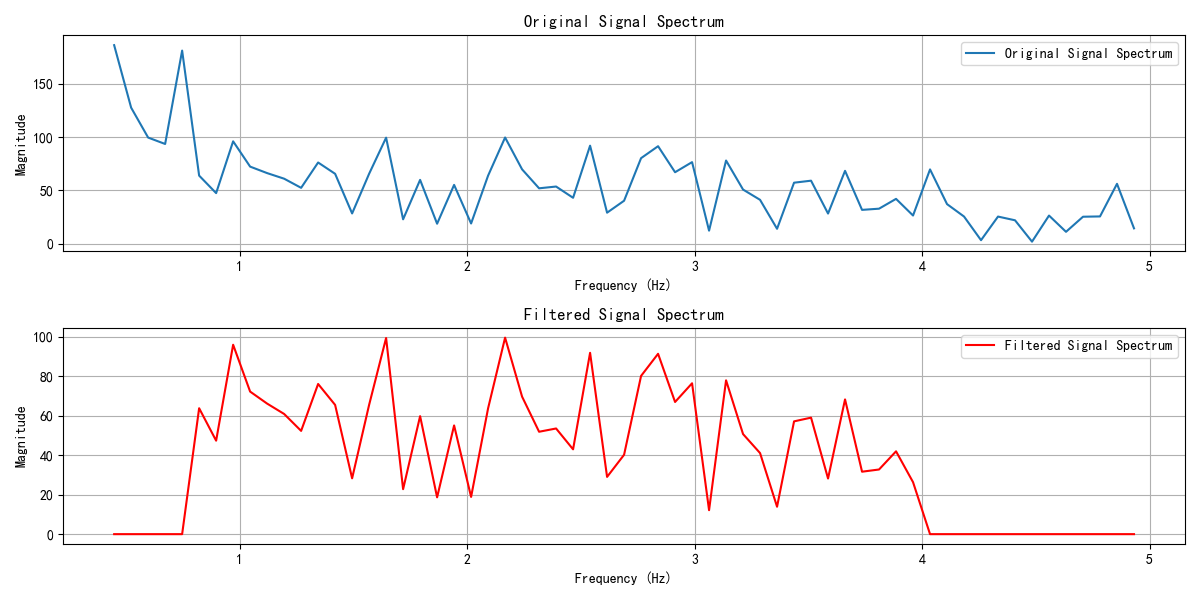 Original Signal Spectrum
Original Signal Spectrum
Magnitude
150
100
50
0
1 2 3 4 5
Frequency (Hz)
Filtered Signal Spectrum
Filtered Signal Spectrum
Magnitude
100
80
60
40
20
0
1 2 3 4 5
Frequency (Hz)